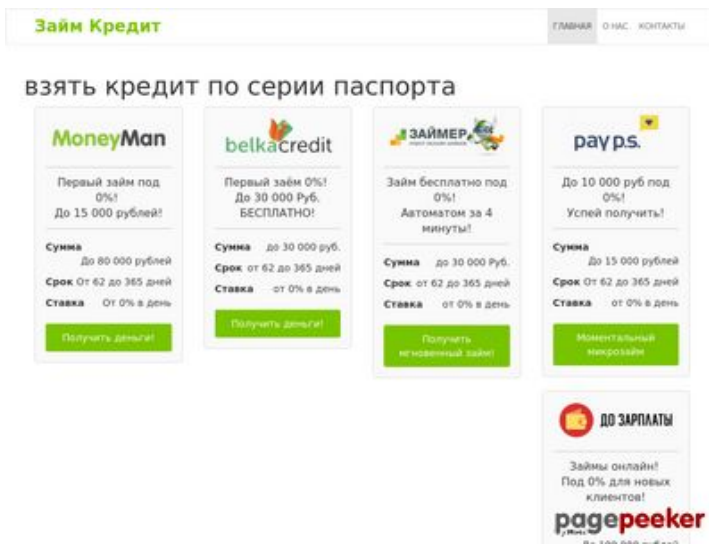 Займ Кредит
ГЛАВНАЯ О НАС КОНТАКТЫ
взять кредит по серии паспорта
MoneyMan
Первый займ под
0%!
До 15 000 рублей!
Сумма
До 80 000 рублей
Срок От 62 до 365 дней
Ставка От 0% в день
Получить деньги!
belkacredit
Первый заём 0%!
До 30 000 Руб.
БЕСПЛАТНО!
Сумма до 30 000 руб.
Срок от 62 до 365 дней
Ставка от 0% в день
Получить деньги!
ЗАЙМЕР
Займ бесплатно под
0%!
Автоматом за 4
минуты!
Сумма до 30 000 Руб.
Срок от 62 до 365 дней
Ставка от 0% в день
Получить
мгновенный займ!
pay p.s.
До 10 000 руб под
0%!
Успей получить!
Сумма
До 15 000 рублей
Срок От 62 до 365 дней
Ставка от 0% в день
Моментальный
микрозайм
ДО ЗАРПЛАТЫ
Займы онлайн!
Под 0% для новых
клиентов!
pagepeeker
До 100 000 рублей